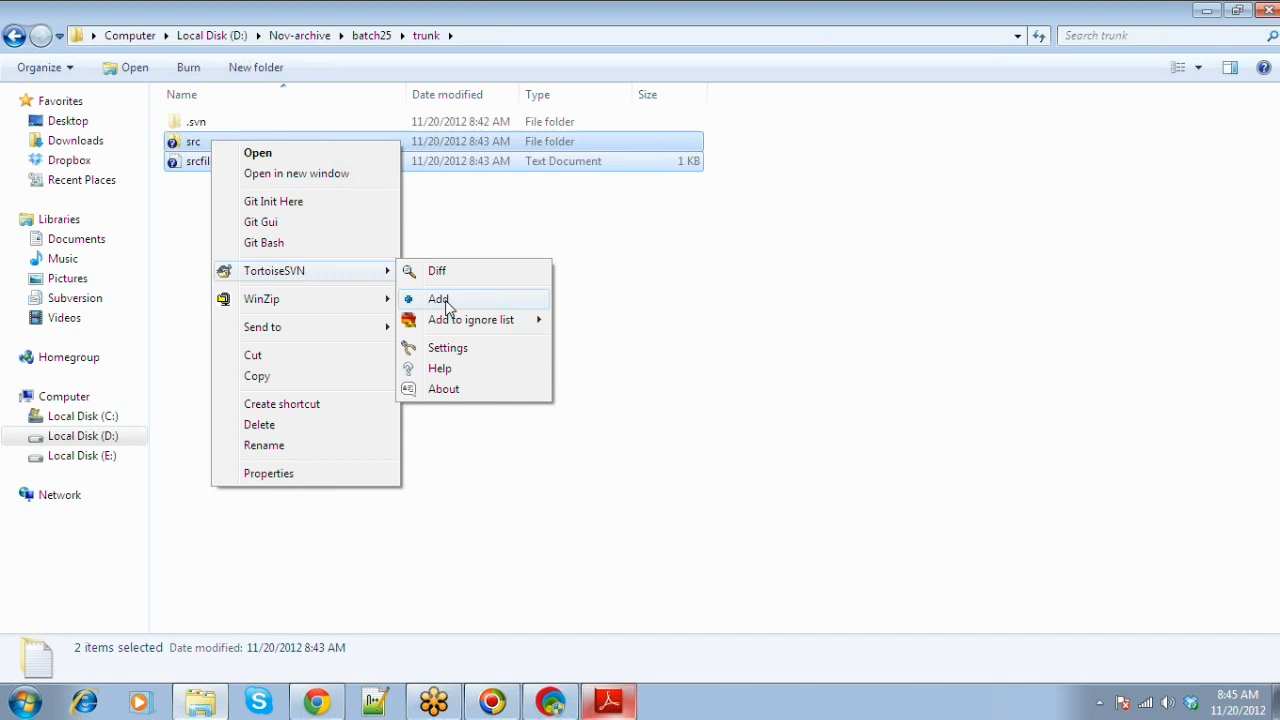 Computer Local Disk (D:) Nov-archive batch25 trunk Search trunk
Organize Open Burn New folder
Name Date modified Type Size
Favorites
Desktop
Downloads
Dropbox
Recent Places
Libraries
Documents
Music
Pictures
Subversion
Videos
Homegroup
Computer
Local Disk (C:)
Local Disk (D:)
Local Disk (E:)
Network
.svn 11/20/2012 8:42 AM File folder
src 11/20/2012 8:43 AM File folder
srcfil 11/20/2012 8:43 AM Text Document 1 KB
Open
Open in new window
Git Init Here
Git Gui
Git Bash
TortoiseSVN
WinZip
Send to
Cut
Copy
Create shortcut
Delete
Rename
Properties
Diff
Add
Add to ignore list
Settings
Help
About
2 items selected Date modified: 11/20/2012 8:43 AM
8:45 AM
11/20/2012